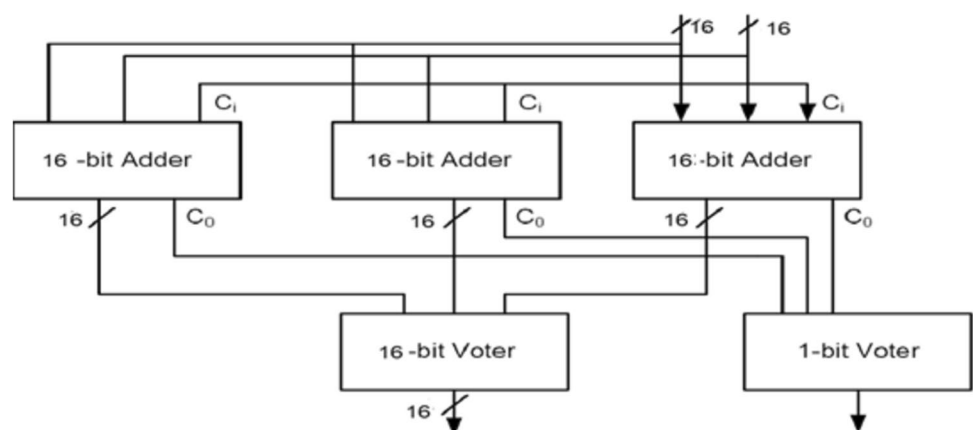 16 16
Ci Ci Ci
16 -bit Adder 16 -bit Adder 16:-bit Adder
16 C0 16 C0 16 C0
16 -bit Voter 1-bit Voter
16